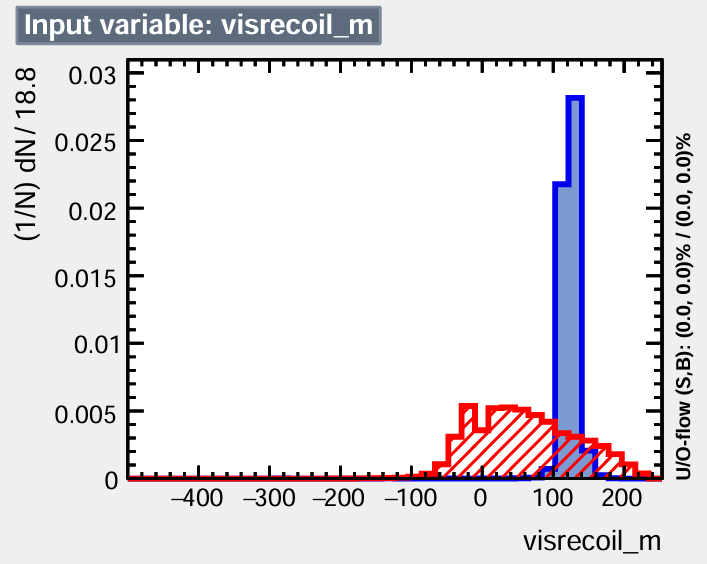 Input variable: visrecoil_m
(1/N) dN / 18.8
0.03
0.025
0.02
0.015
0.01
0.005
0
−400 −300 −200 −100 0 100 200
visrecoil_m
U/O-flow (S,B): (0.0, 0.0)% / (0.0, 0.0)%